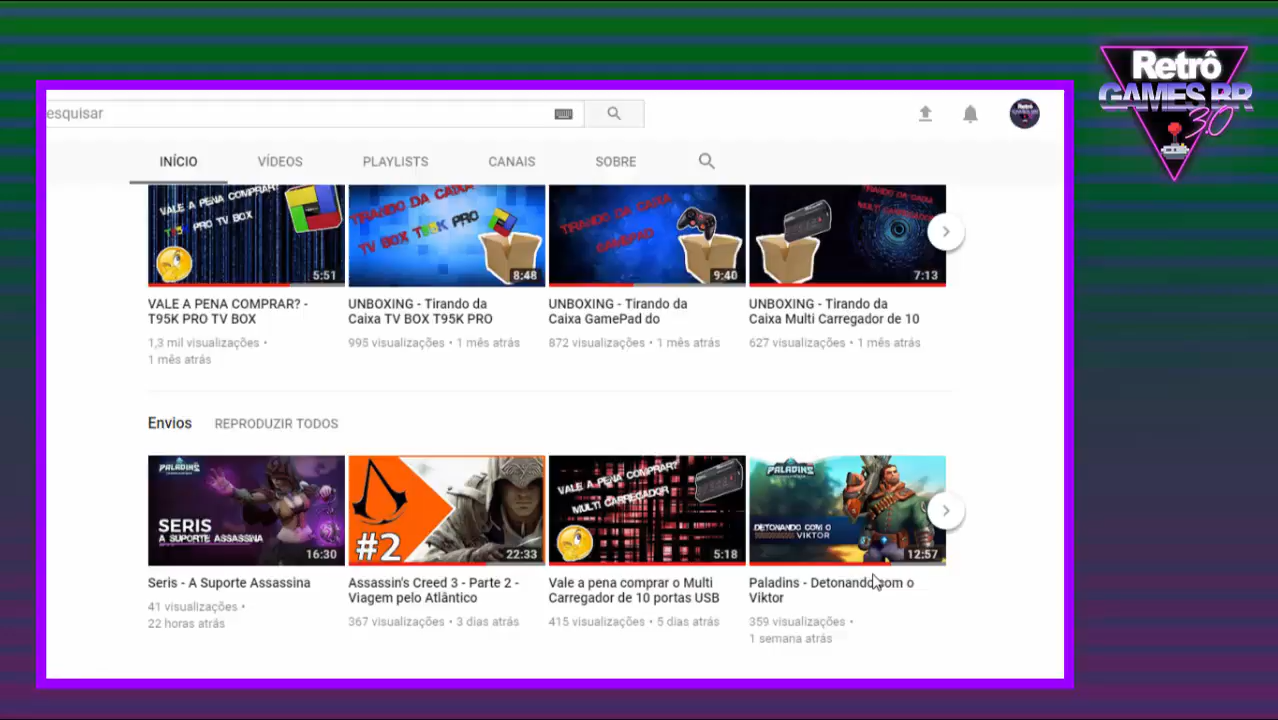 Retrô
GAMES BR
3.0
esquisar
INÍCIO
VÍDEOS
PLAYLISTS
CANAIS
SOBRE
VALE A PENA COMPRAR?
T95K PRO TV BOX
5:51
TIRANDO DA CAIXA
TV BOX T95K PRO
8:48
TIRANDO DA CAIXA
GAMEPAD
9:40
TIRANDO DA CAIXA
MULTI CARREGADOR
7:13
VALE A PENA COMPRAR? -
T95K PRO TV BOX
1,3 mil visualizações •
1 mês atrás
UNBOXING - Tirando da
Caixa TV BOX T95K PRO
995 visualizações • 1 mês atrás
UNBOXING - Tirando da
Caixa GamePad do
872 visualizações • 1 mês atrás
UNBOXING - Tirando da
Caixa Multi Carregador de 10
627 visualizações • 1 mês atrás
Envios
REPRODUZIR TODOS
PALADINS
SERIS
A SUPORTE ASSASSINA
16:30
#2
22:33
VALE A PENA COMPRAR?
MULTI CARREGADOR
5:18
PALADINS
DETONANDO COM O
VIKTOR
12:57
Seris - A Suporte Assassina
41 visualizações •
22 horas atrás
Assassin's Creed 3 - Parte 2 -
Viagem pelo Atlântico
367 visualizações • 3 dias atrás
Vale a pena comprar o Multi
Carregador de 10 portas USB
415 visualizações • 5 dias atrás
Paladins - Detonando com o
Viktor
359 visualizações •
1 semana atrás